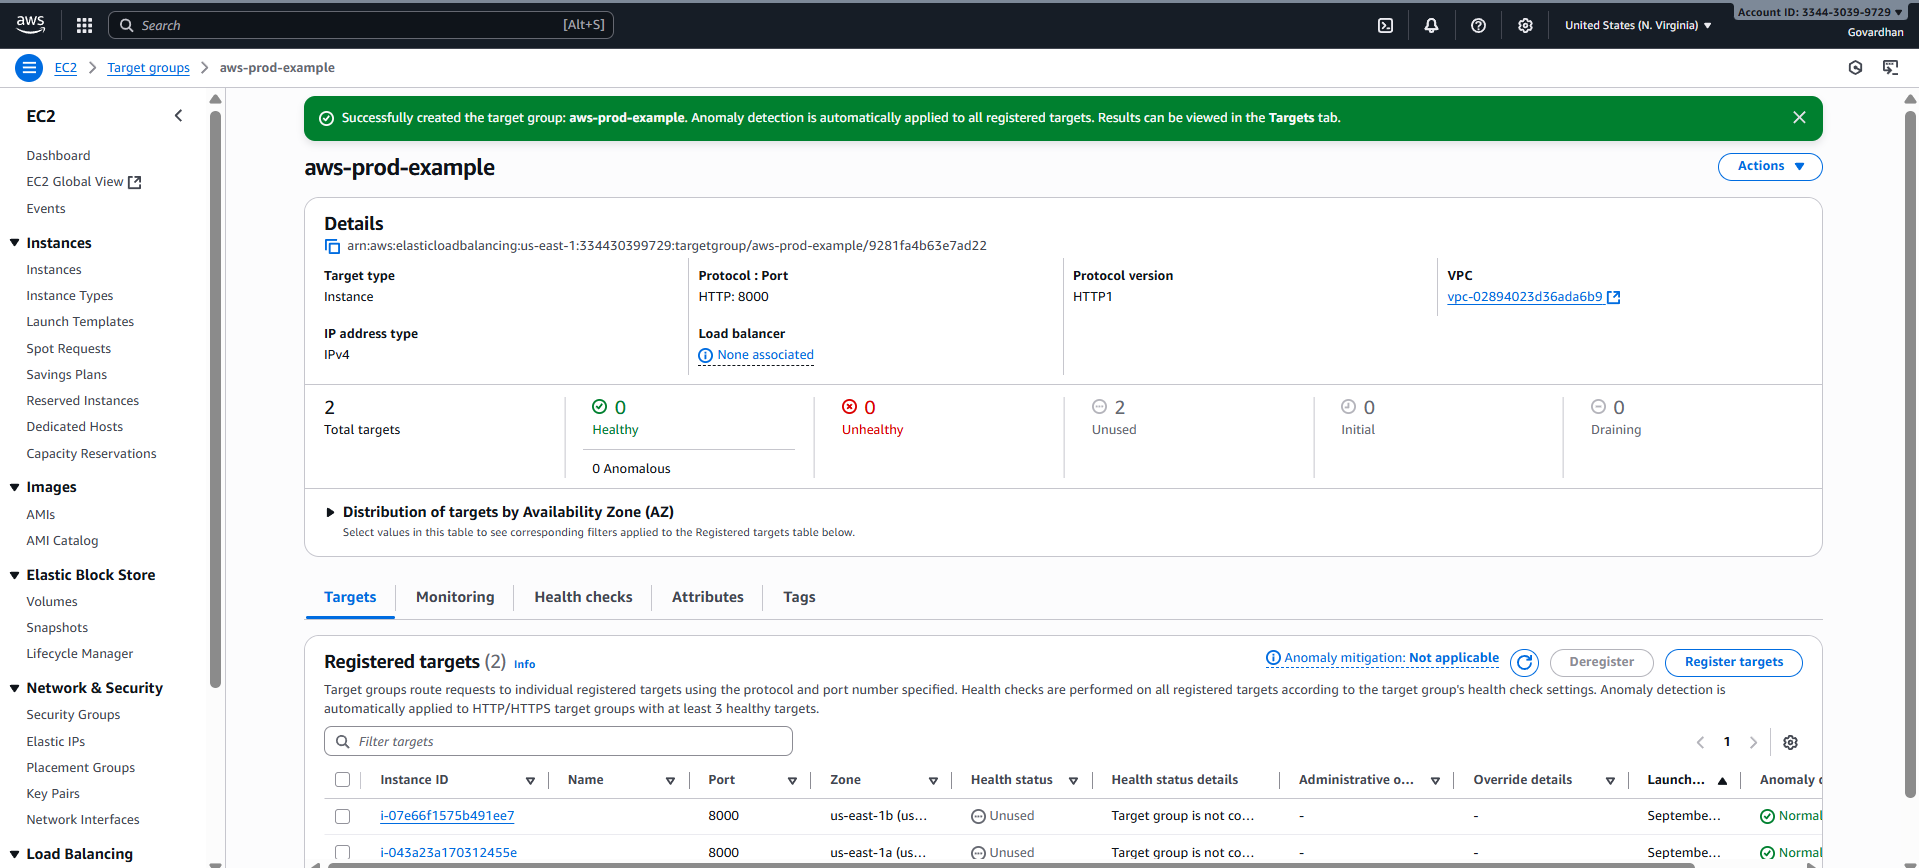 aws
Search [Alt+S]
United States (N. Virginia)
Account ID: 3344-3039-9729
Govardhan
EC2 Target groups aws-prod-example
EC2
Dashboard
EC2 Global View
Events
Instances
Instances
Instance Types
Launch Templates
Spot Requests
Savings Plans
Reserved Instances
Dedicated Hosts
Capacity Reservations
Images
AMIs
AMI Catalog
Elastic Block Store
Volumes
Snapshots
Lifecycle Manager
Network & Security
Security Groups
Elastic IPs
Placement Groups
Key Pairs
Network Interfaces
Load Balancing
Successfully created the target group: aws-prod-example. Anomaly detection is automatically applied to all registered targets. Results can be viewed in the Targets tab.
aws-prod-example
Actions
Details
arn:aws:elasticloadbalancing:us-east-1:334430399729:targetgroup/aws-prod-example/9281fa4b63e7ad22
Target type
Instance
Protocol : Port
HTTP: 8000
Protocol version
HTTP1
VPC
vpc-02894023d36ada6b9
IP address type
IPv4
Load balancer
None associated
2
Total targets
0
Healthy
0 Anomalous
0
Unhealthy
2
Unused
0
Initial
0
Draining
Distribution of targets by Availability Zone (AZ)
Select values in this table to see corresponding filters applied to the Registered targets table below.
Targets Monitoring Health checks Attributes Tags
Registered targets (2) Info
Anomaly mitigation: Not applicable
Deregister
Register targets
Target groups route requests to individual registered targets using the protocol and port number specified. Health checks are performed on all registered targets according to the target group's health check settings. Anomaly detection is
automatically applied to HTTP/HTTPS target groups with at least 3 healthy targets.
Filter targets
1
Instance ID Name Port Zone Health status Health status details Administrative o... Override details Launch... Anomaly d
i-07e66f1575b491ee7 8000 us-east-1b (us... Unused Target group is not co... - - Septembe... Normal
i-043a23a170312455e 8000 us-east-1a (us... Unused Target group is not co... - - Septembe... Normal